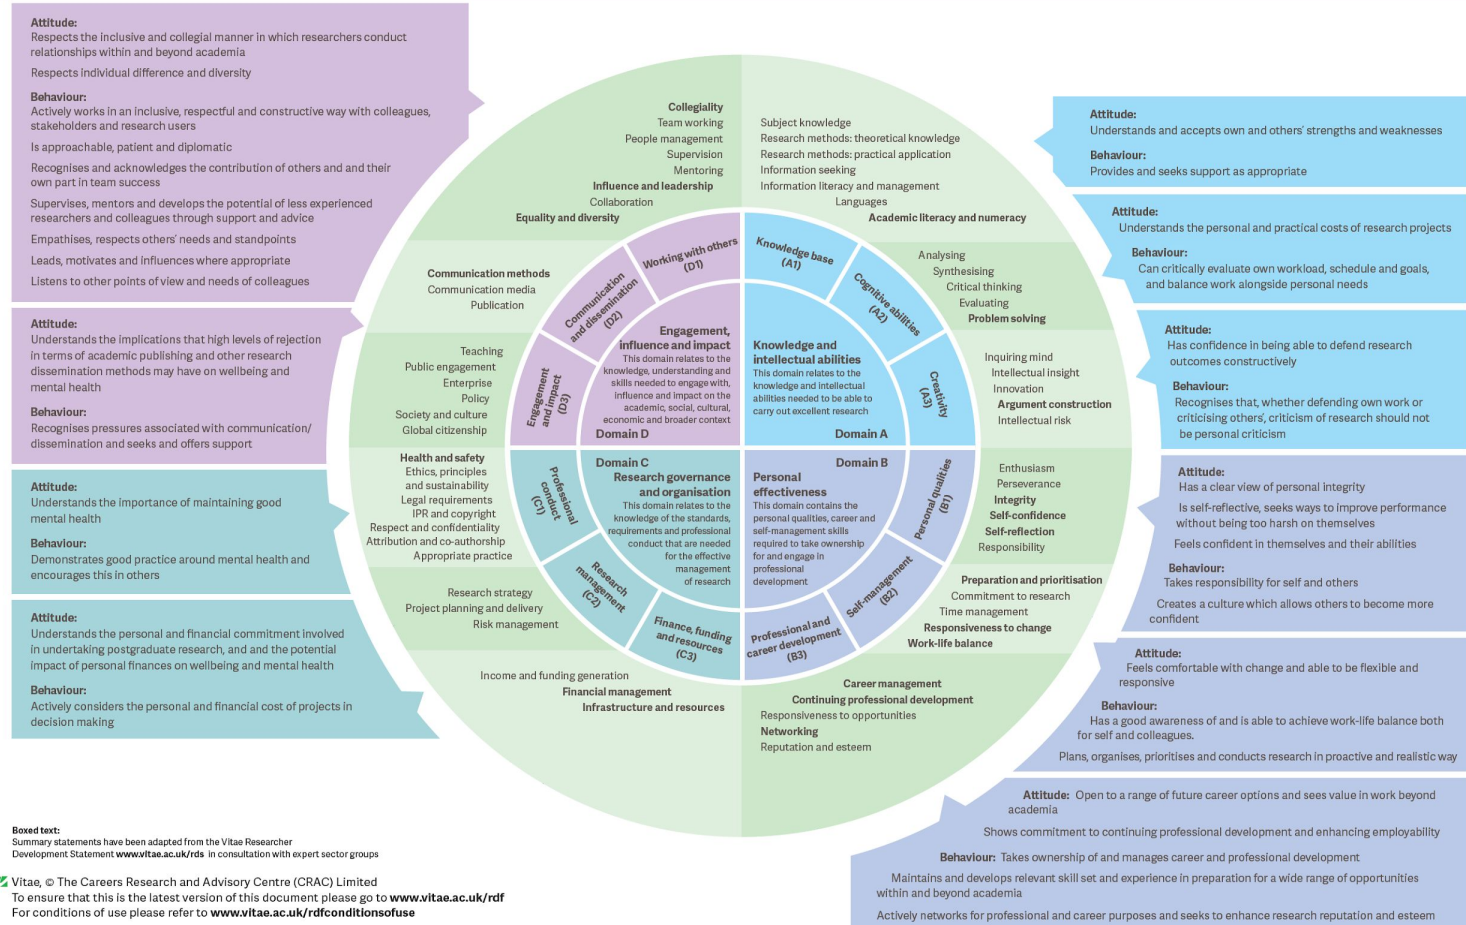 Attitude:
Respects the inclusive and collegial manner in which researchers conduct
relationships within and beyond academia
Respects individual difference and diversity
Behaviour:
Actively works in an inclusive, respectful and constructive way with colleagues,
stakeholders and research users
Is approachable, patient and diplomatic
Recognises and acknowledges the contribution of others and and their
own part in team success
Supervises, mentors and develops the potential of less experienced
researchers and colleagues through support and advice
Empathises, respects others' needs and standpoints
Leads, motivates and influences where appropriate
Listens to other points of view and needs of colleagues
Attitude:
Understands the implications that high levels of rejection
in terms of academic publishing and other research
dissemination methods may have on wellbeing and
mental health
Behaviour:
Recognises pressures associated with communication/
dissemination and seeks and offers support
Attitude:
Understands the importance of maintaining good
mental health
Behaviour:
Demonstrates good practice around mental health and
encourages this in others
Attitude:
Understands the personal and financial commitment involved
in undertaking postgraduate research, and and the potential
impact of personal finances on wellbeing and mental health
Behaviour:
Actively considers the personal and financial cost of projects in
decision making
Collegiality
Team working
People management
Supervision
Mentoring
Influence and leadership
Collaboration
Equality and diversity
Communication methods
Communication media
Publication
Teaching
Public engagement
Enterprise
Policy
Society and culture
Global citizenship
Health and safety
Ethics, principles
and sustainability
Legal requirements
IPR and copyright
Respect and confidentiality
Attribution and co-authorship
Appropriate practice
Research strategy
Project planning and delivery
Risk management
Income and funding generation
Financial management
Infrastructure and resources
Working with others
(D1)
Communication
and dissemination
(D2)
Engagement
and impact
(D3)
Engagement,
influence and impact
This domain relates to the
knowledge, understanding and
skills needed to engage with,
influence and impact on the
academic, social, cultural,
economic and broader context
Domain D
Domain C
Research governance
and organisation
This domain relates to the
knowledge of the standards,
requirements and professional
conduct that are needed
for the effective
management
of research
Professional
conduct
(C1)
Research
management
(C2)
Finance, funding
and resources
(C3)
Knowledge base
(A1)
Cognitive abilities
(A2)
Creativity
(A3)
Knowledge and
intellectual abilities
This domain relates to the
knowledge and intellectual
abilities needed to be able to
carry out excellent research
Domain A
Domain B
Personal
effectiveness
This domain contains the
personal qualities, career and
self-management skills
required to take ownership
for and engage in
professional
development
Personal qualities
(B1)
Self-management
(B2)
Professional and
career development
(B3)
Subject knowledge
Research methods: theoretical knowledge
Research methods: practical application
Information seeking
Information literacy and management
Languages
Academic literacy and numeracy
Analysing
Synthesising
Critical thinking
Evaluating
Problem solving
Inquiring mind
Intellectual insight
Innovation
Argument construction
Intellectual risk
Enthusiasm
Perseverance
Integrity
Self-confidence
Self-reflection
Responsibility
Preparation and prioritisation
Commitment to research
Time management
Responsiveness to change
Work-life balance
Career management
Continuing professional development
Responsiveness to opportunities
Networking
Reputation and esteem
Attitude:
Understands and accepts own and others' strengths and weaknesses
Behaviour:
Provides and seeks support as appropriate
Attitude:
Understands the personal and practical costs of research projects
Behaviour:
Can critically evaluate own workload, schedule and goals,
and balance work alongside personal needs
Attitude:
Has confidence in being able to defend research
outcomes constructively
Behaviour:
Recognises that, whether defending own work or
criticising others', criticism of research should not
be personal criticism
Attitude:
Has a clear view of personal integrity
Is self-reflective, seeks ways to improve performance
without being too harsh on themselves
Feels confident in themselves and their abilities
Behaviour:
Takes responsibility for self and others
Creates a culture which allows others to become more
confident
Attitude:
Feels comfortable with change and able to be flexible and
responsive
Behaviour:
Has a good awareness of and is able to achieve work-life balance both
for self and colleagues.
Plans, organises, prioritises and conducts research in proactive and realistic way
Attitude: Open to a range of future career options and sees value in work beyond
academia
Shows commitment to continuing professional development and enhancing employability
Behaviour: Takes ownership of and manages career and professional development
Maintains and develops relevant skill set and experience in preparation for a wide range of opportunities
within and beyond academia
Actively networks for professional and career purposes and seeks to enhance research reputation and esteem
Boxed text:
Summary statements have been adapted from the Vitae Researcher
Development Statement www.vitae.ac.uk/rds in consultation with expert sector groups
Vitae, © The Careers Research and Advisory Centre (CRAC) Limited
To ensure that this is the latest version of this document please go to www.vitae.ac.uk/rdf
For conditions of use please refer to www.vitae.ac.uk/rdfconditionsofuse